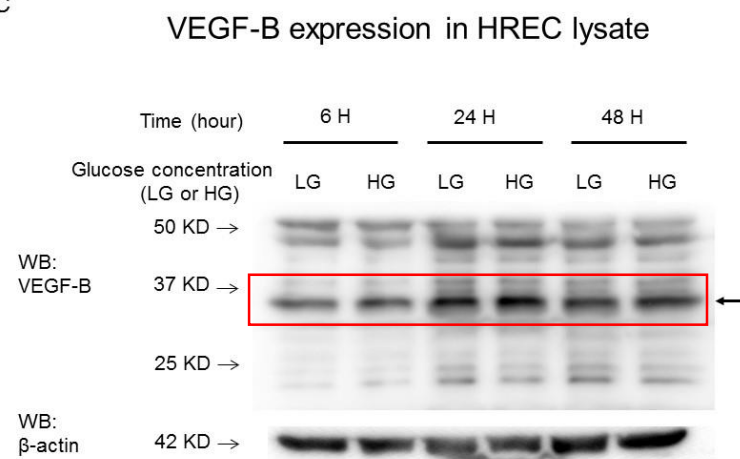 C
VEGF-B expression in HREC lysate
Time (hour) 6 H 24 H 48 H
Glucose concentration
(LG or HG) LG HG LG HG LG HG
50 KD →
WB:
VEGF-B
37 KD →
25 KD →
WB:
β-actin
42 KD →